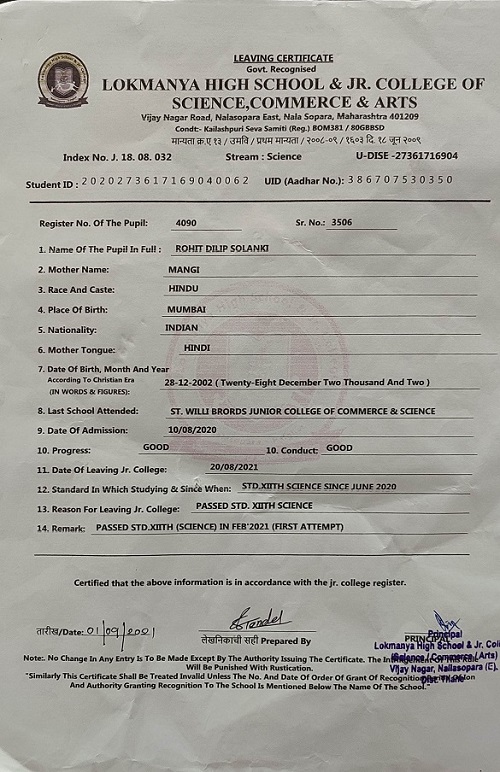 LEAVING CERTIFICATE
Govt. Recognised
LOKMANYA HIGH SCHOOL & JR. COLLEGE OF
SCIENCE,COMMERCE & ARTS
Vijay Nagar Road, Nalasopara East, Nala Sopara, Maharashtra 401209
Condt:- Kailashpuri Seva Samiti (Reg.) BOM381 / 80GBBSD
मान्यता क्र.ए १३ / उमवि / प्रथम मान्यता / २००८-०९ / १६०३ दि. १८ जून २००९
Index No. J. 18. 08. 032 Stream : Science U-DISE -27361716904
Student ID : 2020273617169040062 UID (Aadhar No.): 386707530350
Register No. Of The Pupil: 4090 Sr. No.: 3506
1. Name Of The Pupil In Full : ROHIT DILIP SOLANKI
2. Mother Name: MANGI
3. Race And Caste: HINDU
4. Place Of Birth: MUMBAI
5. Nationality: INDIAN
6. Mother Tongue: HINDI
7. Date Of Birth, Month And Year
According To Christian Era 28-12-2002 ( Twenty-Eight December Two Thousand And Two )
(IN WORDS & FIGURES):
8. Last School Attended: ST. WILLI BRORDS JUNIOR COLLEGE OF COMMERCE & SCIENCE
9. Date Of Admission: 10/08/2020
10. Progress: GOOD 10. Conduct: GOOD
11. Date Of Leaving Jr. College: 20/08/2021
12. Standard In Which Studying & Since When: STD.XIITH SCIENCE SINCE JUNE 2020
13. Reason For Leaving Jr. College: PASSED STD. XIITH SCIENCE
14. Remark: PASSED STD.XIITH (SCIENCE) IN FEB'2021 (FIRST ATTEMPT)
Certified that the above information is in accordance with the jr. college register.
तारीख/Date: 01/09/2021 लेखनिकाची सही Prepared By PRINCIPAL
Principal
Lokmanya High School & Jr. Coll
(Science / Commerce / Arts)
Vijay Nagar, Nallasopara (E),
Dist. Thane
Note:. No Change In Any Entry Is To Be Made Except By The Authority Issuing The Certificate. The Infringement Of This Rule
Will Be Punished With Rustication.
"Similarly This Certificate Shall Be Treated Invalid Unless The No. And Date Of Order Of Grant Of Recognition
And Authority Granting Recognition To The School Is Mentioned Below The Name Of The School."